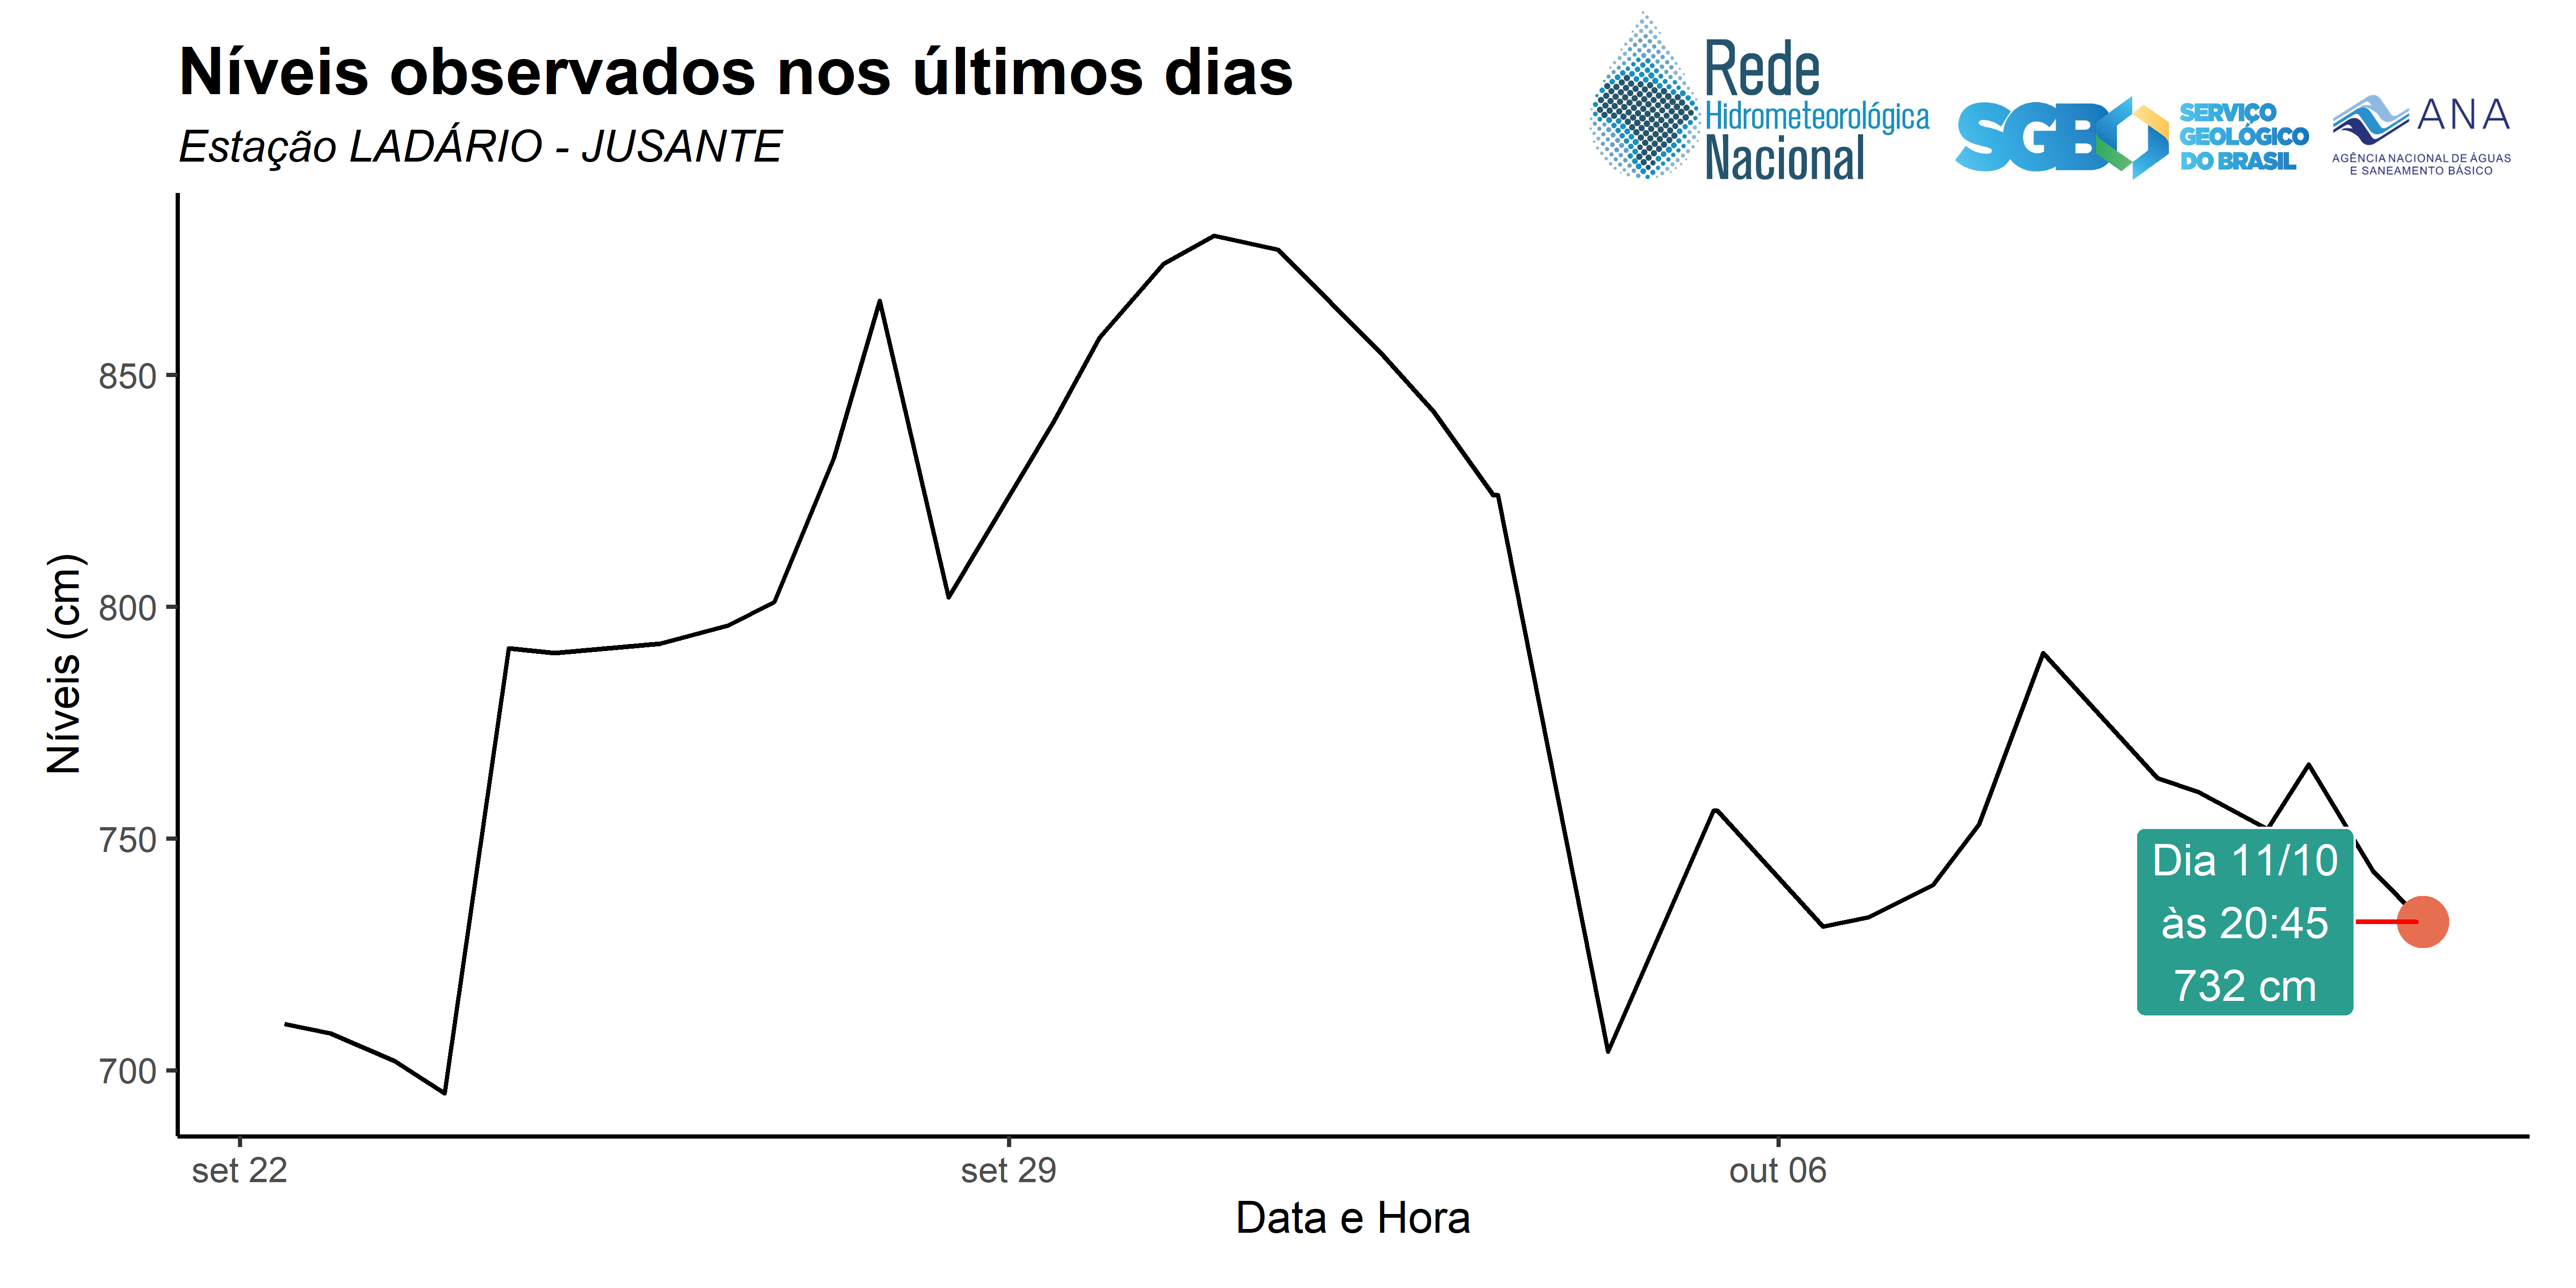 Níveis observados nos últimos dias
Estação LADÁRIO - JUSANTE
Rede
Hidrometeorológica
Nacional
SGB
SERVIÇO
GEOLÓGICO
DO BRASIL
ANA
AGÊNCIA NACIONAL DE ÁGUAS
E SANEAMENTO BÁSICO
Níveis (cm)
850
800
750
700
Dia 11/10
às 20:45
732 cm
set 22
set 29
out 06
Data e Hora